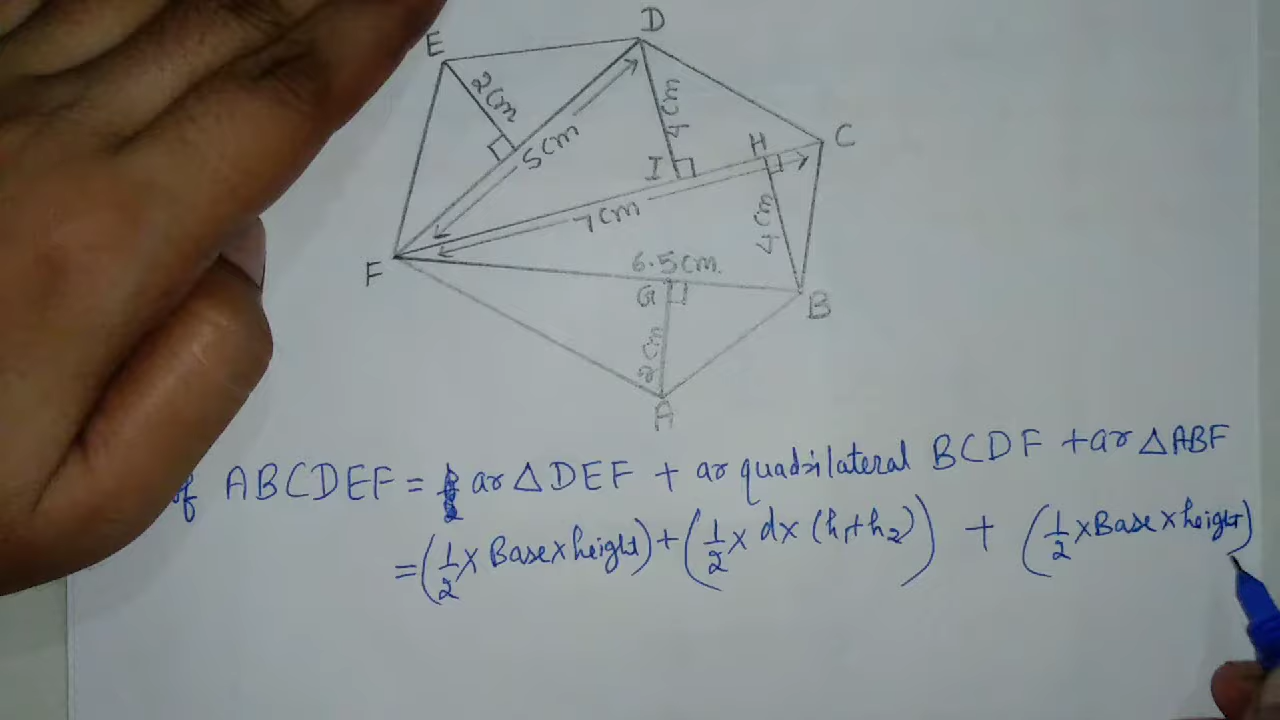 E
D
2cm
4cm
5cm
C
I
H
7cm
4cm
F
6.5cm.
G
B
2cm
A
of ABCDEF = ar △DEF + ar quadrilateral BCDF + ar △ABF
= (1/2 × Base × height) + (1/2 × d × (h1+h2)) + (1/2 × Base × height)